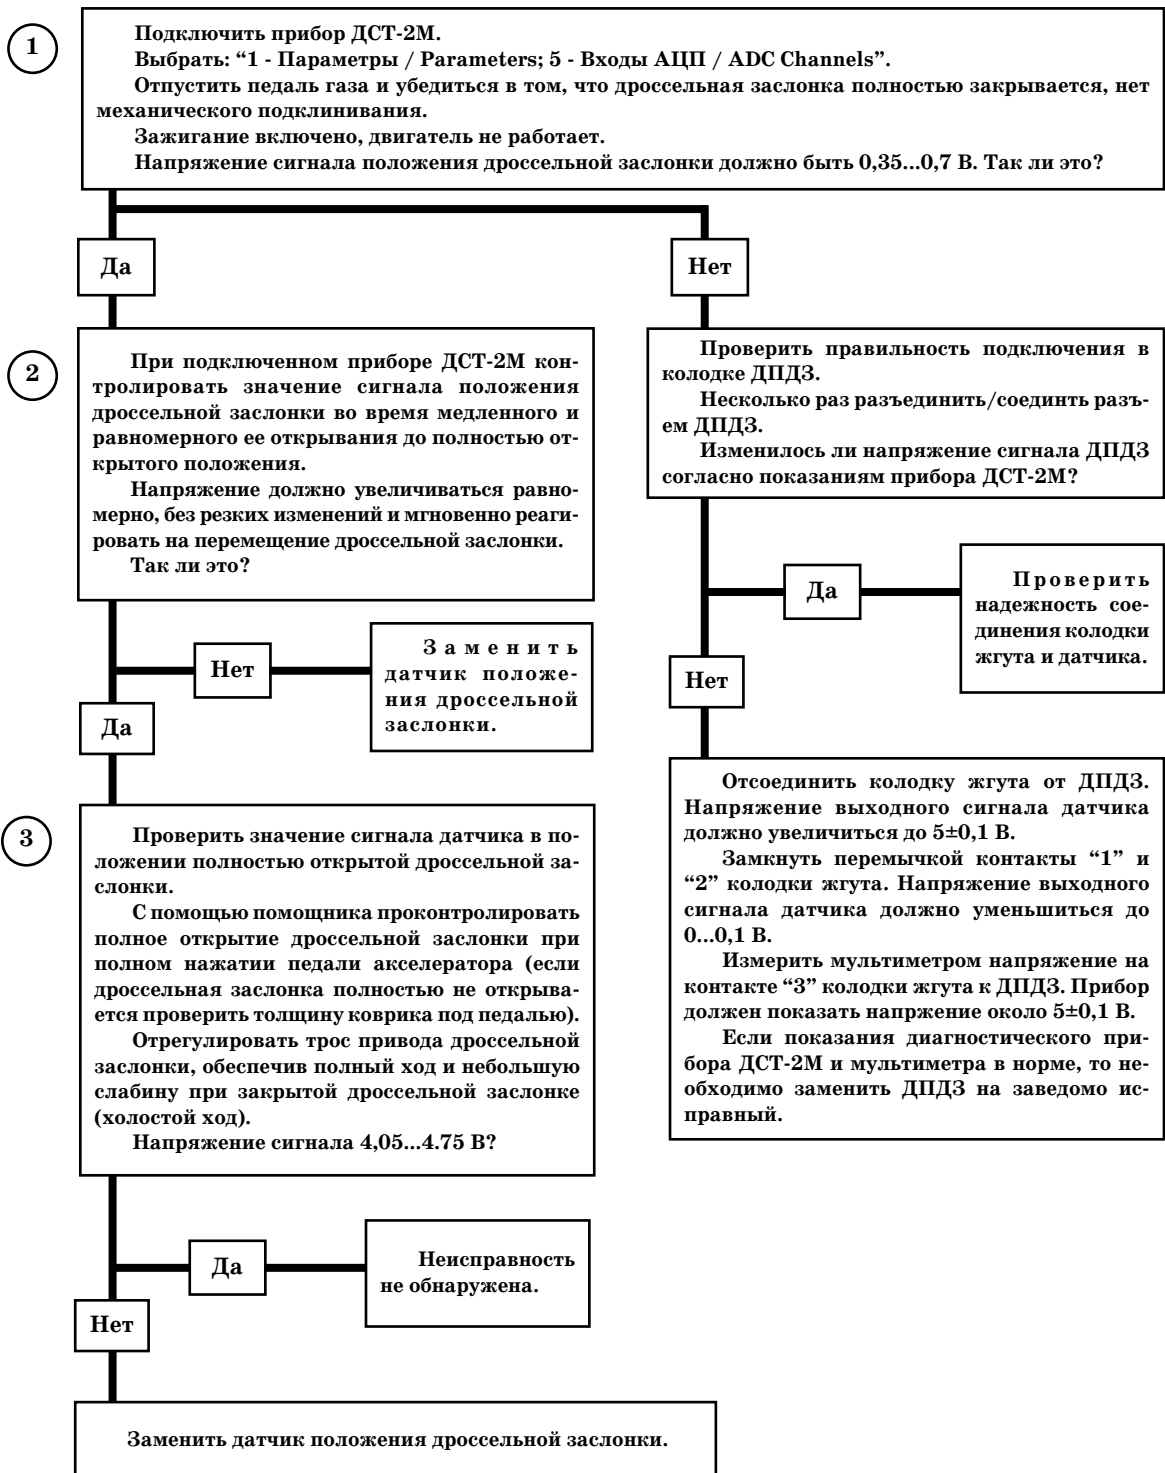 1
Подключить прибор ДСТ-2М.
Выбрать: “1 - Параметры / Parameters; 5 - Входы АЦП / ADC Channels”.
Отпустить педаль газа и убедиться в том, что дроссельная заслонка полностью закрывается, нет
механического подклинивания.
Зажигание включено, двигатель не работает.
Напряжение сигнала положения дроссельной заслонки должно быть 0,35...0,7 В. Так ли это?
Да
Нет
2
При подключенном приборе ДСТ-2М кон-
тролировать значение сигнала положения
дроссельной заслонки во время медленного и
равномерного ее открывания до полностью от-
крытого положения.
Напряжение должно увеличиваться равно-
мерно, без резких изменений и мгновенно реаги-
ровать на перемещение дроссельной заслонки.
Так ли это?
Проверить правильность подключения в
колодке ДПДЗ.
Несколько раз разъединить/соединть разъ-
ем ДПДЗ.
Изменилось ли напряжение сигнала ДПДЗ
согласно показаниям прибора ДСТ-2М?
Да
Проверить
надежность сое-
динения колодки
жгута и датчика.
Нет
Нет
Заменить
датчик положе-
ния дроссельной
заслонки.
Да
3
Проверить значение сигнала датчика в по-
ложении полностью открытой дроссельной за-
слонки.
С помощью помощника проконтролировать
полное открытие дроссельной заслонки при
полном нажатии педали акселератора (если
дроссельная заслонка полностью не открыва-
ется проверить толщину коврика под педалью).
Отрегулировать трос привода дроссельной
заслонки, обеспечив полный ход и небольшую
слабину при закрытой дроссельной заслонке
(холостой ход).
Напряжение сигнала 4,05...4.75 В?
Отсоединить колодку жгута от ДПДЗ.
Напряжение выходного сигнала датчика
должно увеличиться до 5±0,1 В.
Замкнуть перемычкой контакты “1” и
“2” колодки жгута. Напряжение выходного
сигнала датчика должно уменьшиться до
0...0,1 В.
Измерить мультиметром напряжение на
контакте “3” колодки жгута к ДПДЗ. Прибор
должен показать напржение около 5±0,1 В.
Если показания диагностического при-
бора ДСТ-2М и мультиметра в норме, то не-
обходимо заменить ДПДЗ на заведомо ис-
правный.
Да
Неисправность
не обнаружена.
Нет
Заменить датчик положения дроссельной заслонки.